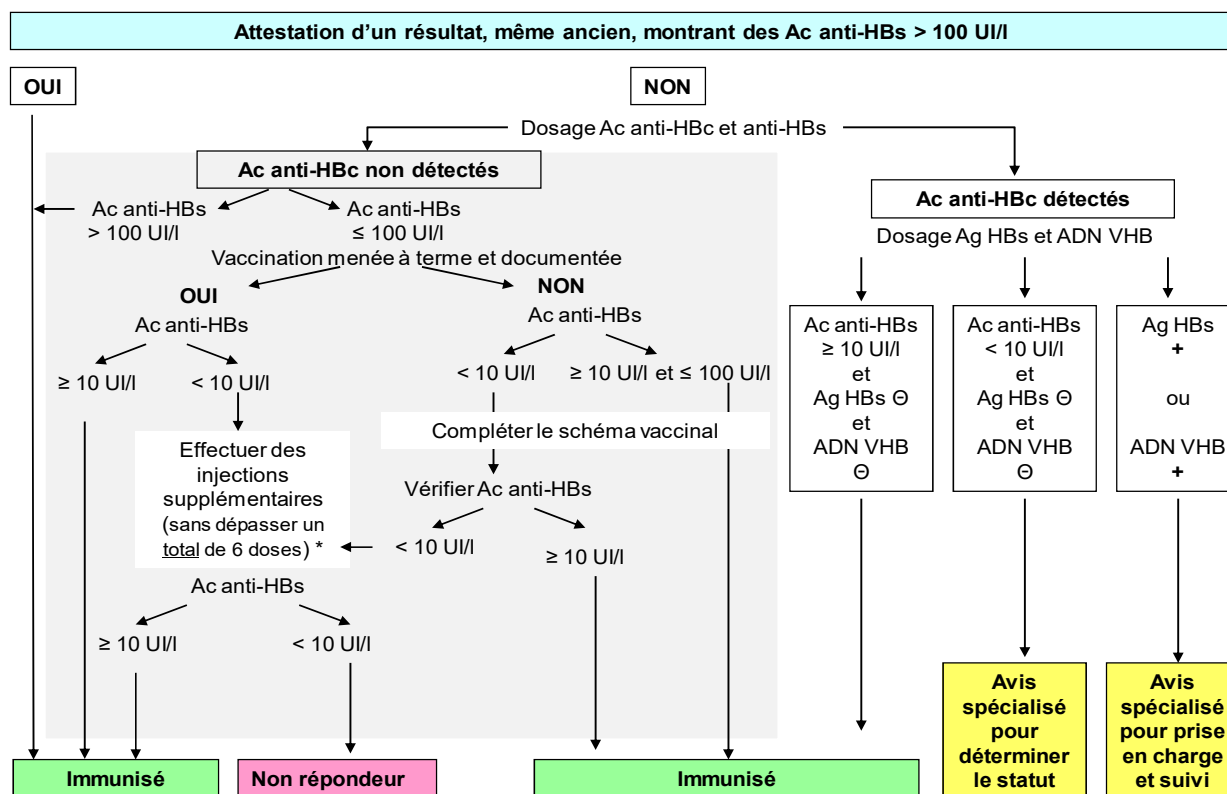 Attestation d'un résultat, même ancien, montrant des Ac anti-HBs > 100 UI/l
OUI
NON
Dosage Ac anti-HBc et anti-HBs
Ac anti-HBc non détectés
Ac anti-HBs
> 100 UI/l
Ac anti-HBs
≤ 100 UI/l
Vaccination menée à terme et documentée
OUI
Ac anti-HBs
≥ 10 UI/l
< 10 UI/l
NON
Ac anti-HBs
< 10 UI/l
≥ 10 UI/l et ≤ 100 UI/l
Effectuer des
injections
supplémentaires
(sans dépasser un
total de 6 doses) *
Compléter le schéma vaccinal
Vérifier Ac anti-HBs
< 10 UI/l
≥ 10 UI/l
Ac anti-HBs
≥ 10 UI/l
< 10 UI/l
Ac anti-HBc détectés
Dosage Ag HBs et ADN VHB
Ac anti-HBs
≥ 10 UI/l
et
Ag HBs Θ
et
ADN VHB
Θ
Ac anti-HBs
< 10 UI/l
et
Ag HBs Θ
et
ADN VHB
Θ
Ag HBs
+
ou
ADN VHB
+
Immunisé
Non répondeur
Immunisé
Avis
spécialisé
pour
déterminer
le statut
Avis
spécialisé
pour prise
en charge
et suivi